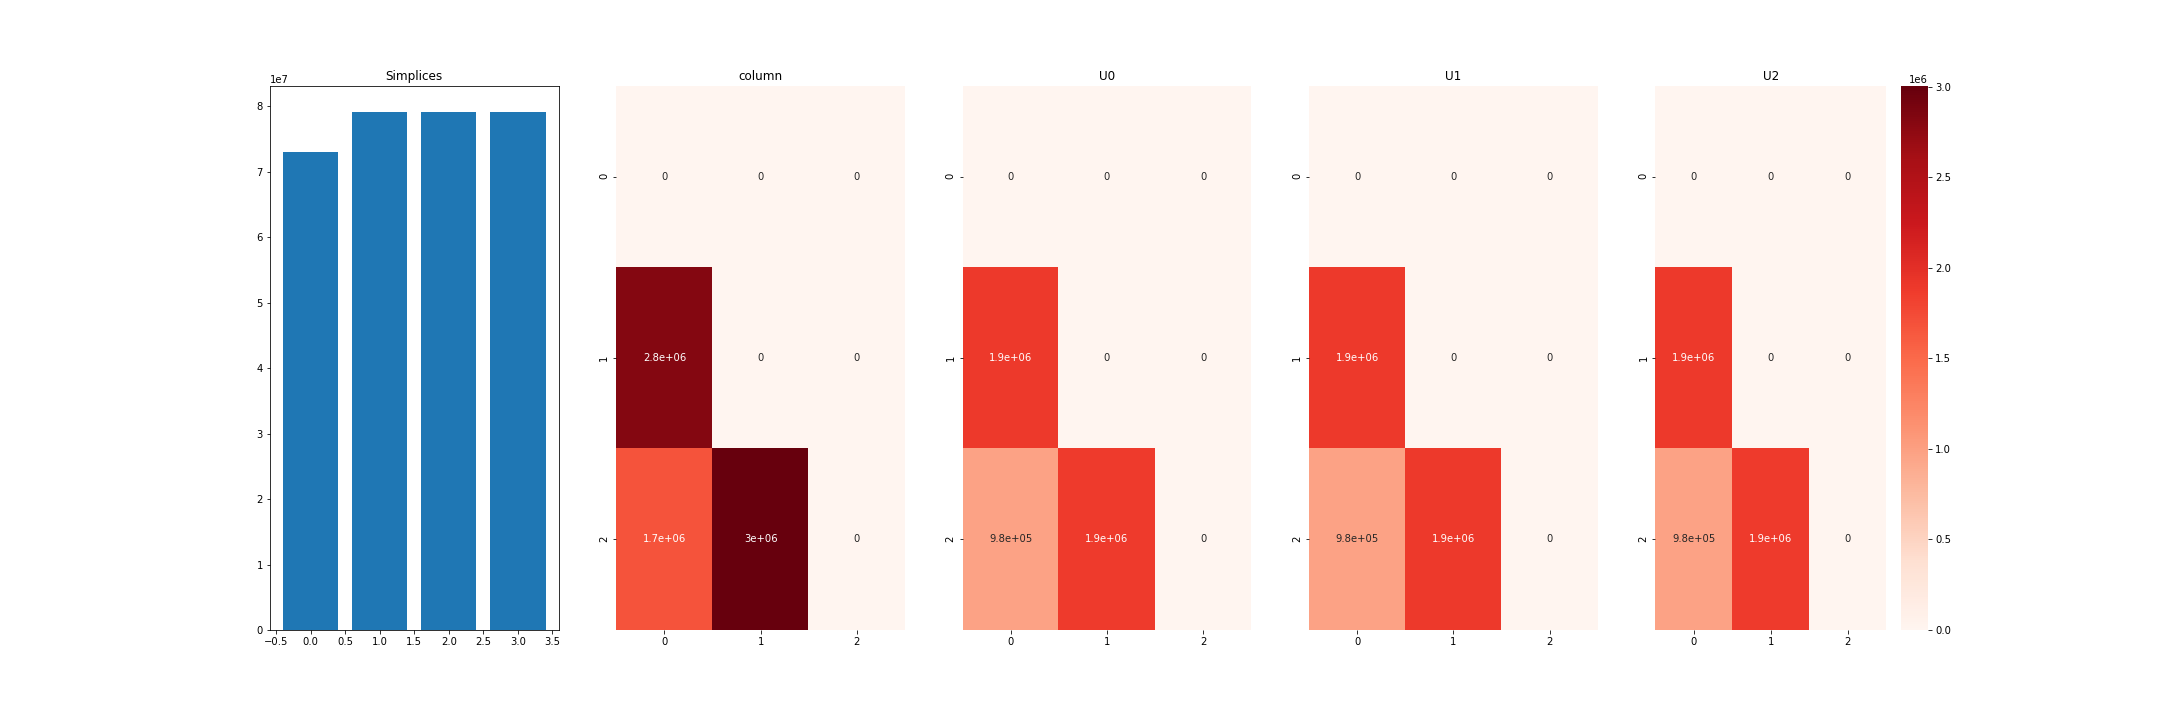 Simplices
1e7
8
7
6
5
4
3
2
1
0
−0.5 0.0 0.5 1.0 1.5 2.0 2.5 3.0 3.5
column
0 0 0 0
1 2.8e+06 0 0
2 1.7e+06 3e+06 0
0 1 2
U0
0 0 0 0
1 1.9e+06 0 0
2 9.8e+05 1.9e+06 0
0 1 2
U1
0 0 0 0
1 1.9e+06 0 0
2 9.8e+05 1.9e+06 0
0 1 2
U2
0 0 0 0
1 1.9e+06 0 0
2 9.8e+05 1.9e+06 0
0 1 2
1e6
3.0
2.5
2.0
1.5
1.0
0.5
0.0